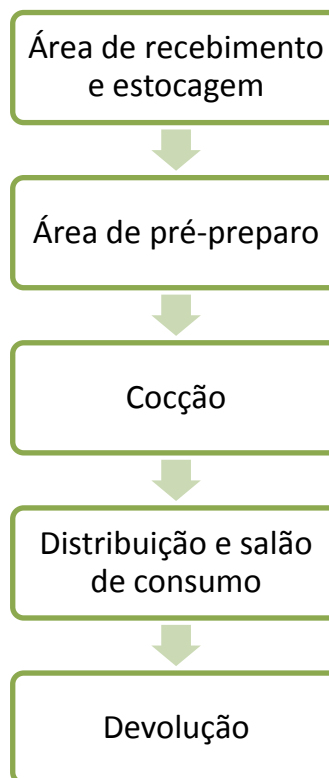 Área de recebimento
e estocagem
Área de pré-preparo
Cocção
Distribuição e salão
de consumo
Devolução